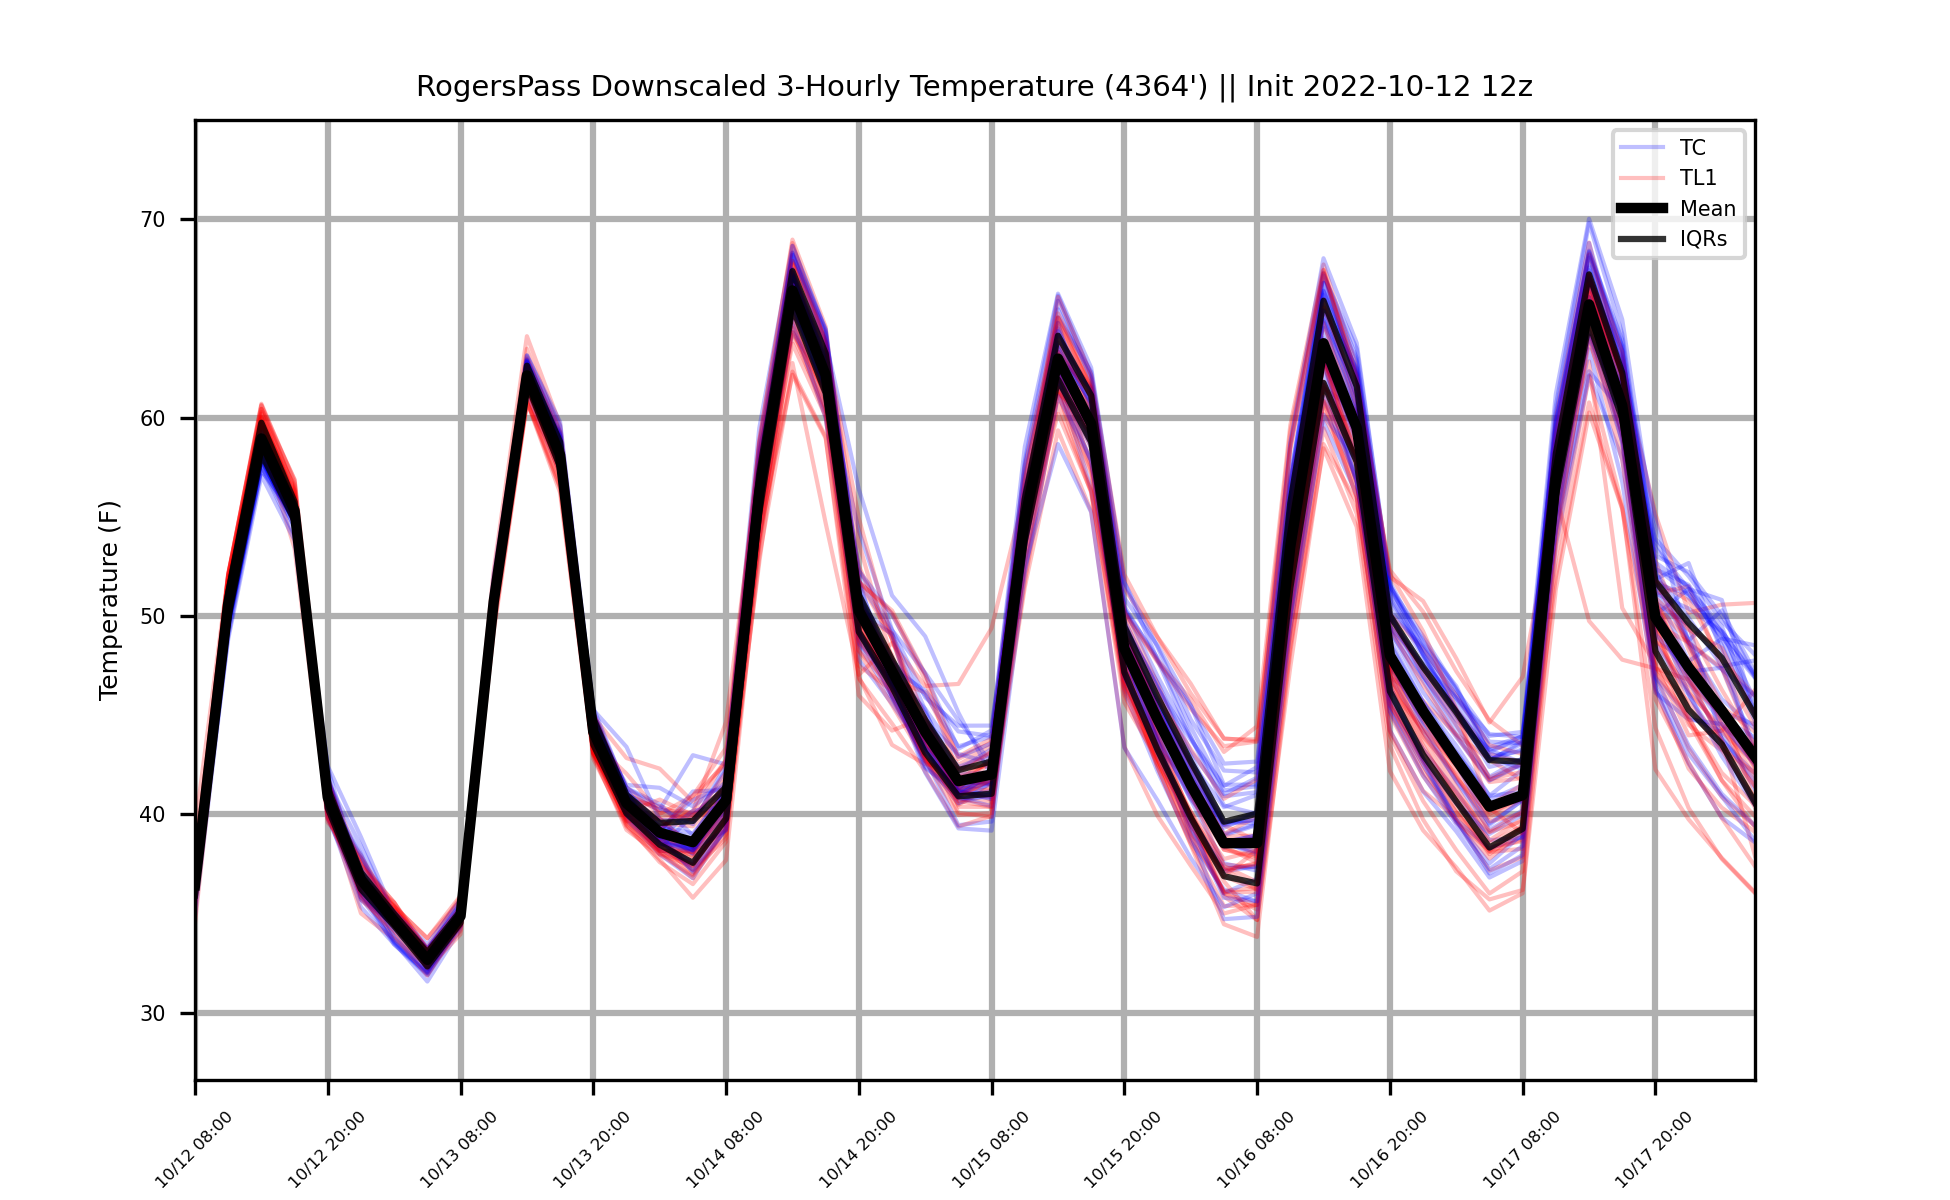 RogersPass Downscaled 3-Hourly Temperature (4364') || Init 2022-10-12 12z
TC
TL1
Mean
IQRs
Temperature (F)
70
60
50
40
30
10/12 08:00
10/12 20:00
10/13 08:00
10/13 20:00
10/14 08:00
10/14 20:00
10/15 08:00
10/15 20:00
10/16 08:00
10/16 20:00
10/17 08:00
10/17 20:00